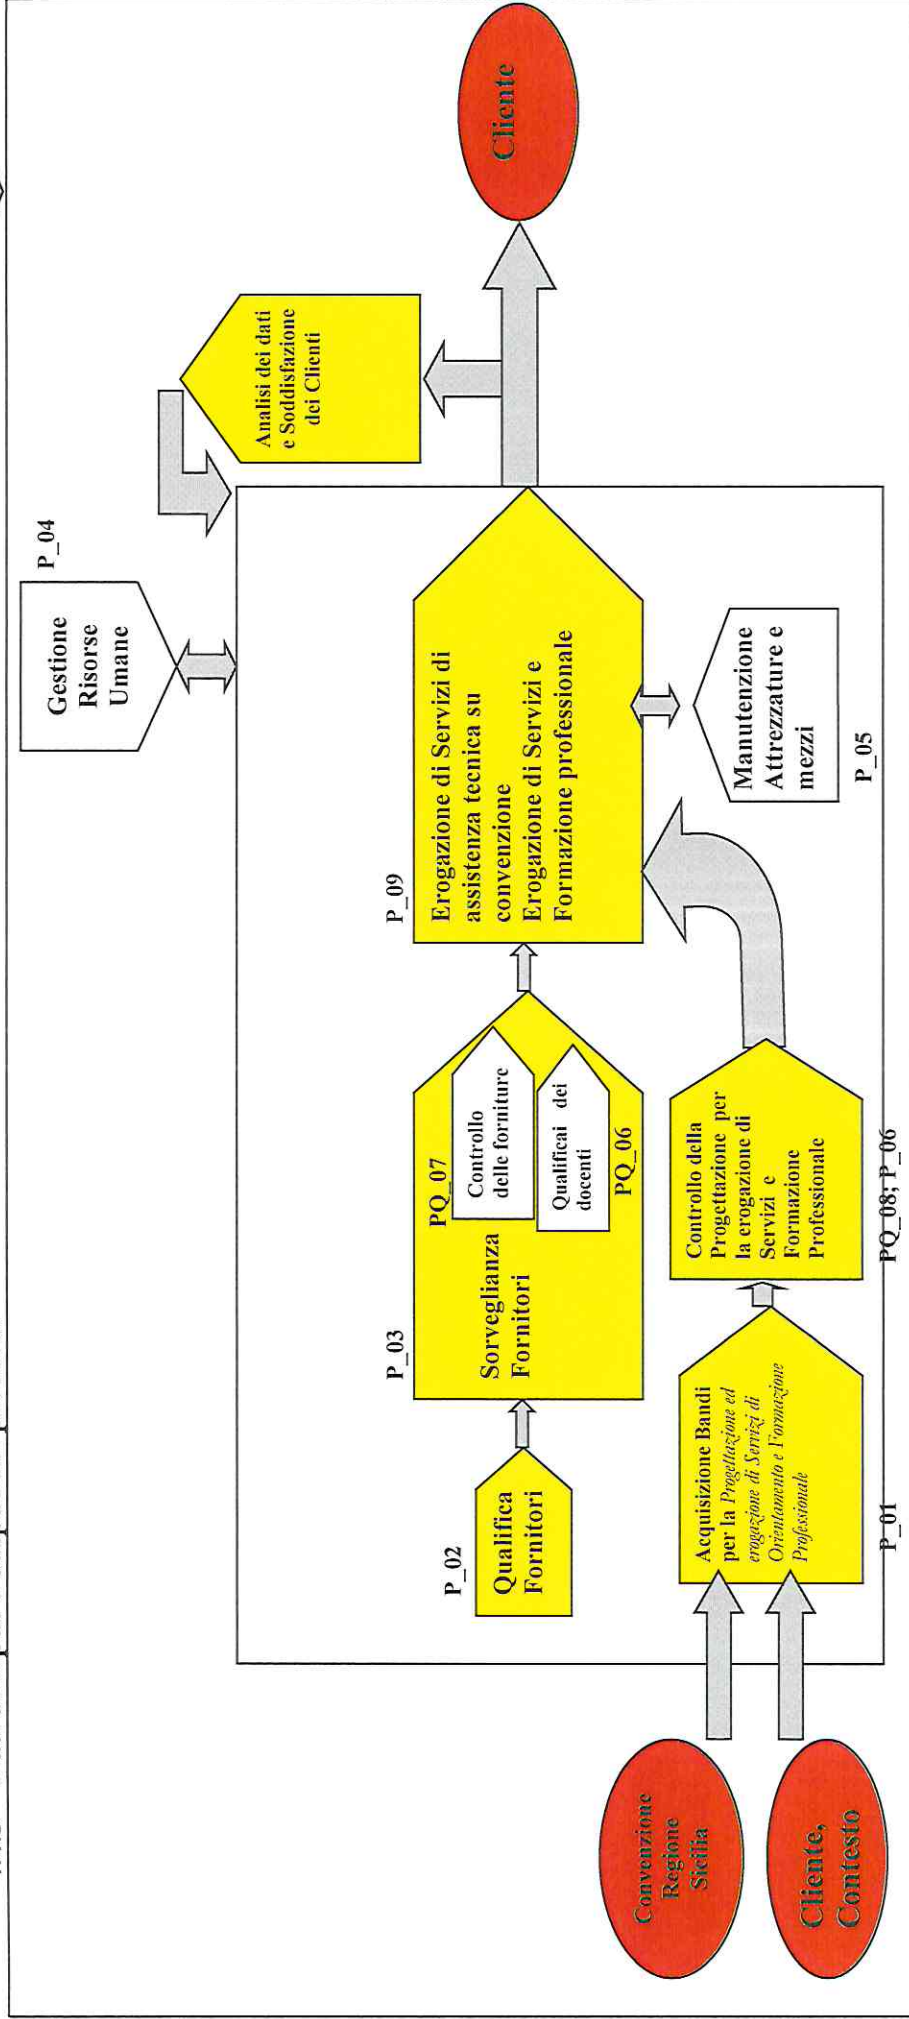 P_04
Gestione
Risorse
Umane
Analisi dei dati
e Soddisfazione
dei Clienti
Cliente
P_09
Erogazione di Servizi di
assistenza tecnica su
convenzione
Erogazione di Servizi e
Formazione professionale
P_03
Sorveglianza
Fornitori
PQ_07
Controllo
delle forniture
Qualificai dei
docenti
PQ_06
P_02
Qualifica
Fornitori
Manutenzione
Attrezzature e
mezzi
P_05
Controllo della
Progettazione per
la erogazione di
Servizi e
Formazione
Professionale
PQ_08; P_06
Acquisizione Bandi
per la Progettazione ed
erogazione di Servizi di
Orientamento e Formazione
Professionale
P_01
Convenzione
Regione
Sicilia
Cliente,
Contesto